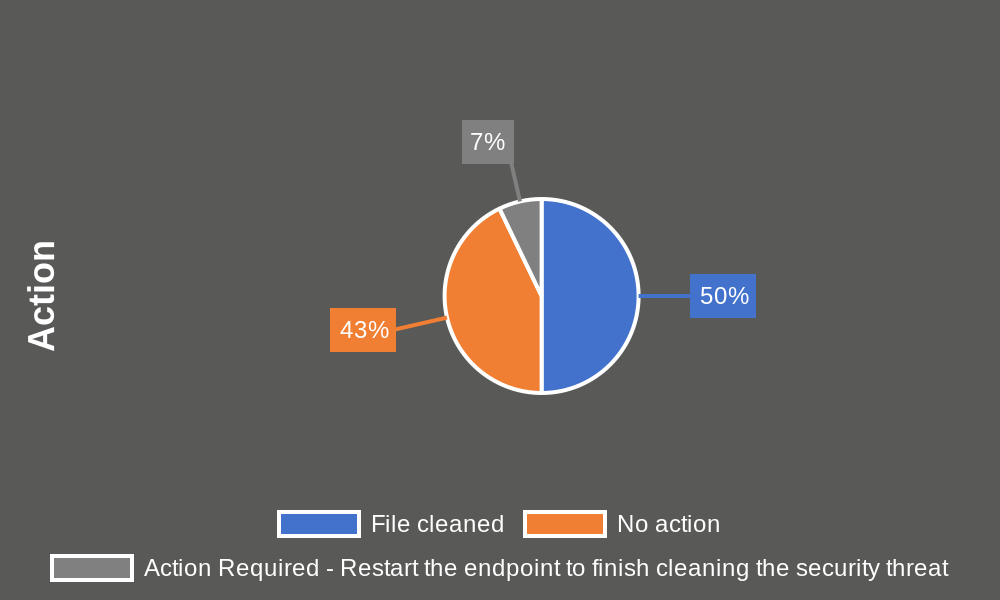 Action
7%
50%
43%
File cleaned
No action
Action Required - Restart the endpoint to finish cleaning the security threat